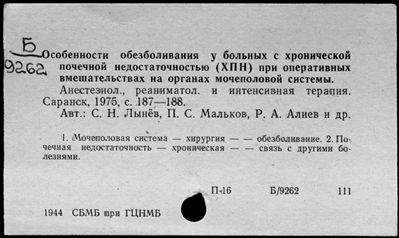 Б
9262
Особенности обезболивания у больных с хронической
почечной недостаточностью (ХПН) при оперативных
вмешательствах на органах мочеполовой системы.
Анестезиол., реаниматол. и интенсивная терапия.
Саранск, 1975, с. 187—188.
Авт.: С. Н. Лынёв, П. С. Мальков, Р. А. Алиев и др.
1. Мочеполовая система — хирургия — — обезболивание. 2. По-
чечная недостаточность — хроническая — — связь с другими бо-
лезнями.
П-16 Б/9262 111
1944 СБМБ при ГЦНМБ